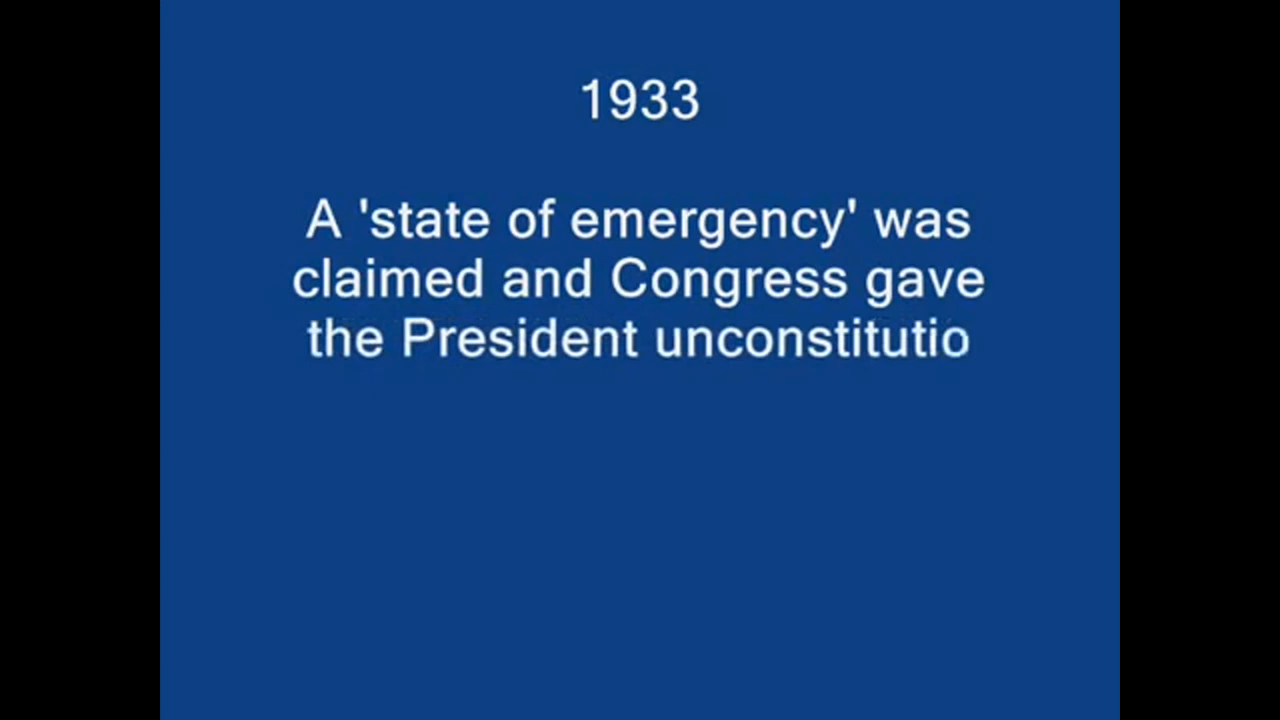 1933
A 'state of emergency' was
claimed and Congress gave
the President unconstitutio